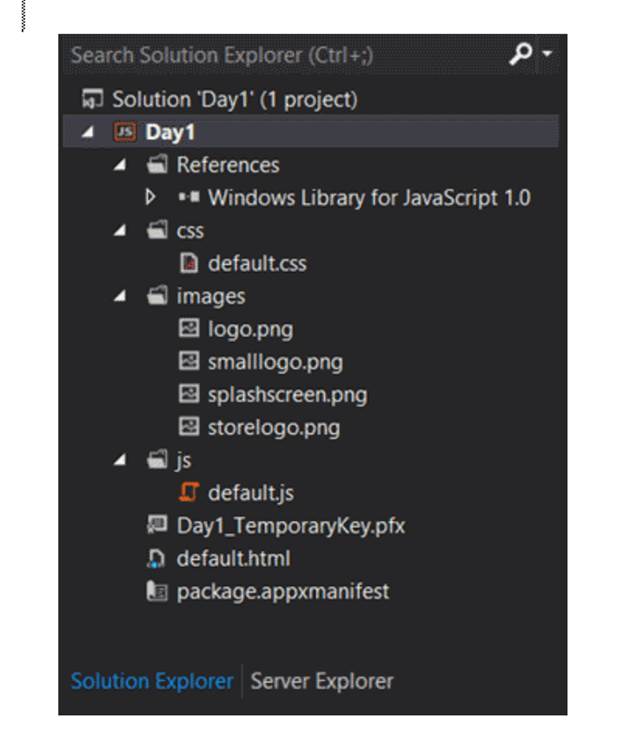 Search Solution Explorer (Ctrl+;)
Solution 'Day1' (1 project)
JS Day1
References
Windows Library for JavaScript 1.0
css
default.css
images
logo.png
smalllogo.png
splashscreen.png
storelogo.png
js
default.js
Day1_TemporaryKey.pfx
default.html
package.appxmanifest
Solution Explorer Server Explorer